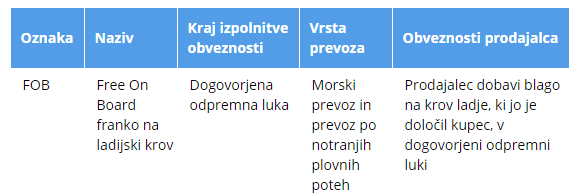 Oznaka
Naziv
Kraj izpolnitve
obveznosti
Vrsta
prevoza
Obveznosti prodajalca
FOB
Free On
Board
franko na
ladijski krov
Dogovorjena
odpremna luka
Morski
prevoz in
prevoz po
notranjih
plovnih
poteh
Prodajalec dobavi blago
na krov ladje, ki jo je
določil kupec, v
dogovorjeni odpremni
luki